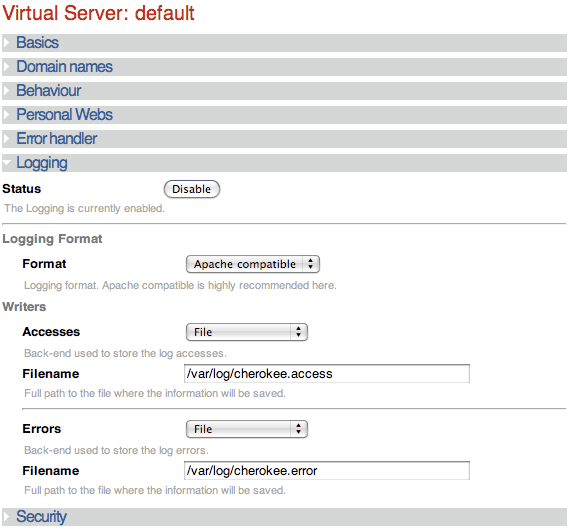 Virtual Server: default
Basics
Domain names
Behaviour
Personal Webs
Error handler
Logging
Status Disable
The Logging is currently enabled.
Logging Format
Format Apache compatible
Logging format. Apache compatible is highly recommended here.
Writers
Accesses File
Back-end used to store the log accesses.
Filename /var/log/cherokee.access
Full path to the file where the information will be saved.
Errors File
Back-end used to store the log errors.
Filename /var/log/cherokee.error
Full path to the file where the information will be saved.
Security